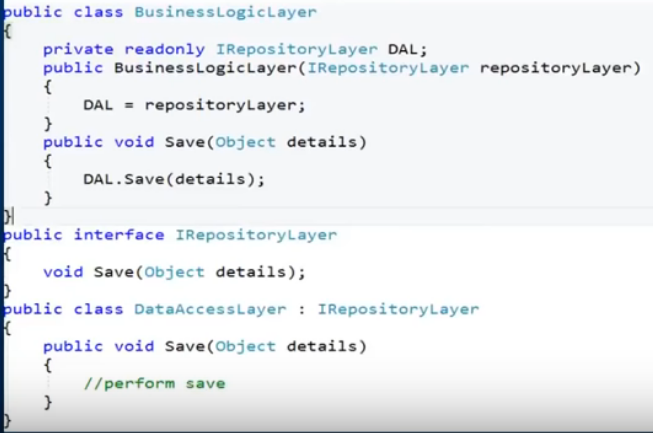 public class BusinessLogicLayer
{
private readonly IRepositoryLayer DAL;
public BusinessLogicLayer(IRepositoryLayer repositoryLayer)
{
DAL = repositoryLayer;
}
public void Save(Object details)
{
DAL.Save(details);
}
}
public interface IRepositoryLayer
{
void Save(Object details);
}
public class DataAccessLayer : IRepositoryLayer
{
public void Save(Object details)
{
//perform save
}
}